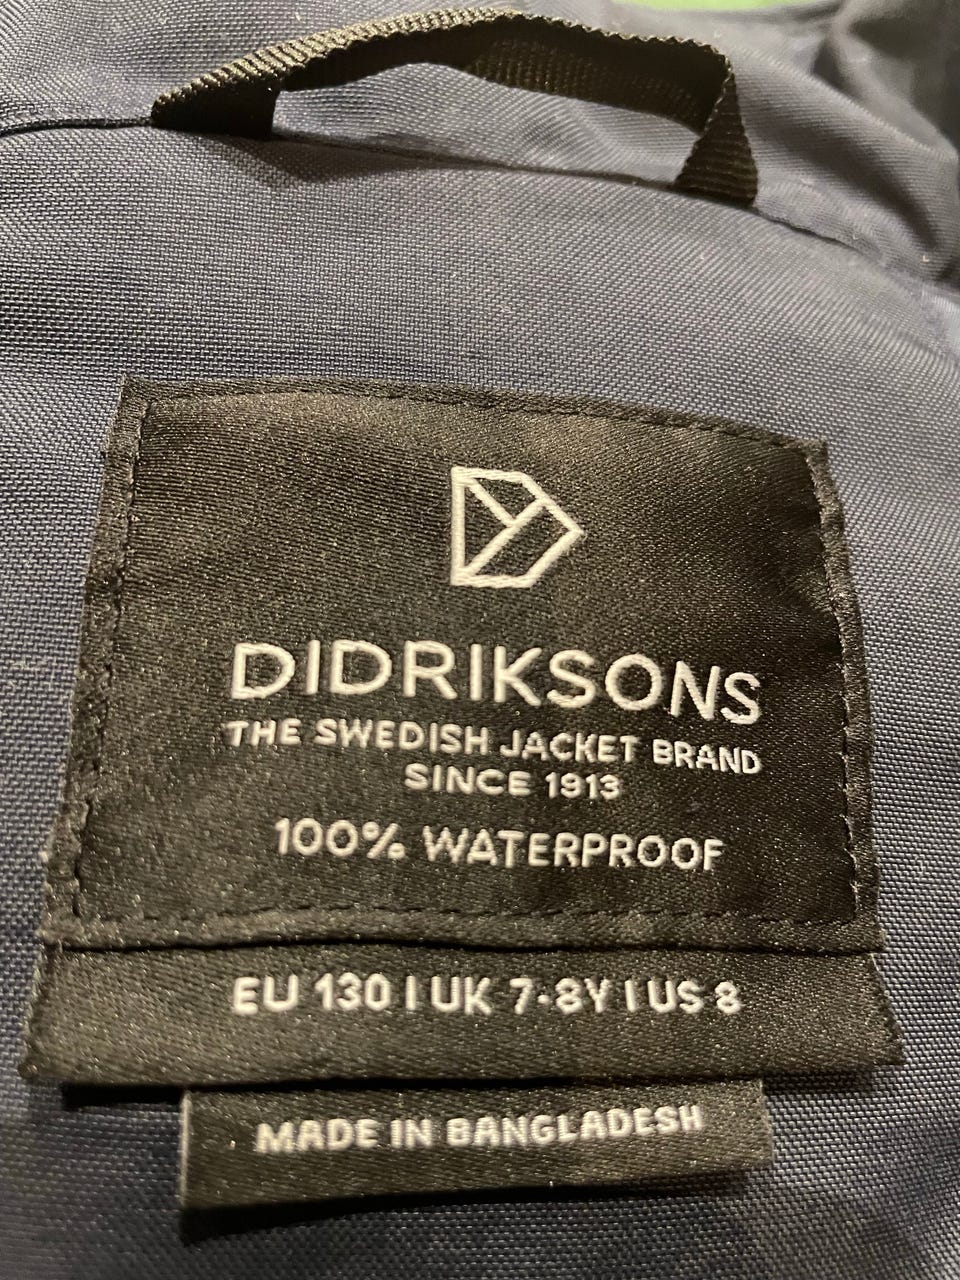 DIDRIKSONS
THE SWEDISH JACKET BRAND
SINCE 1913
100% WATERPROOF
EU 130 | UK 7-8Y | US 8
MADE IN BANGLADESH